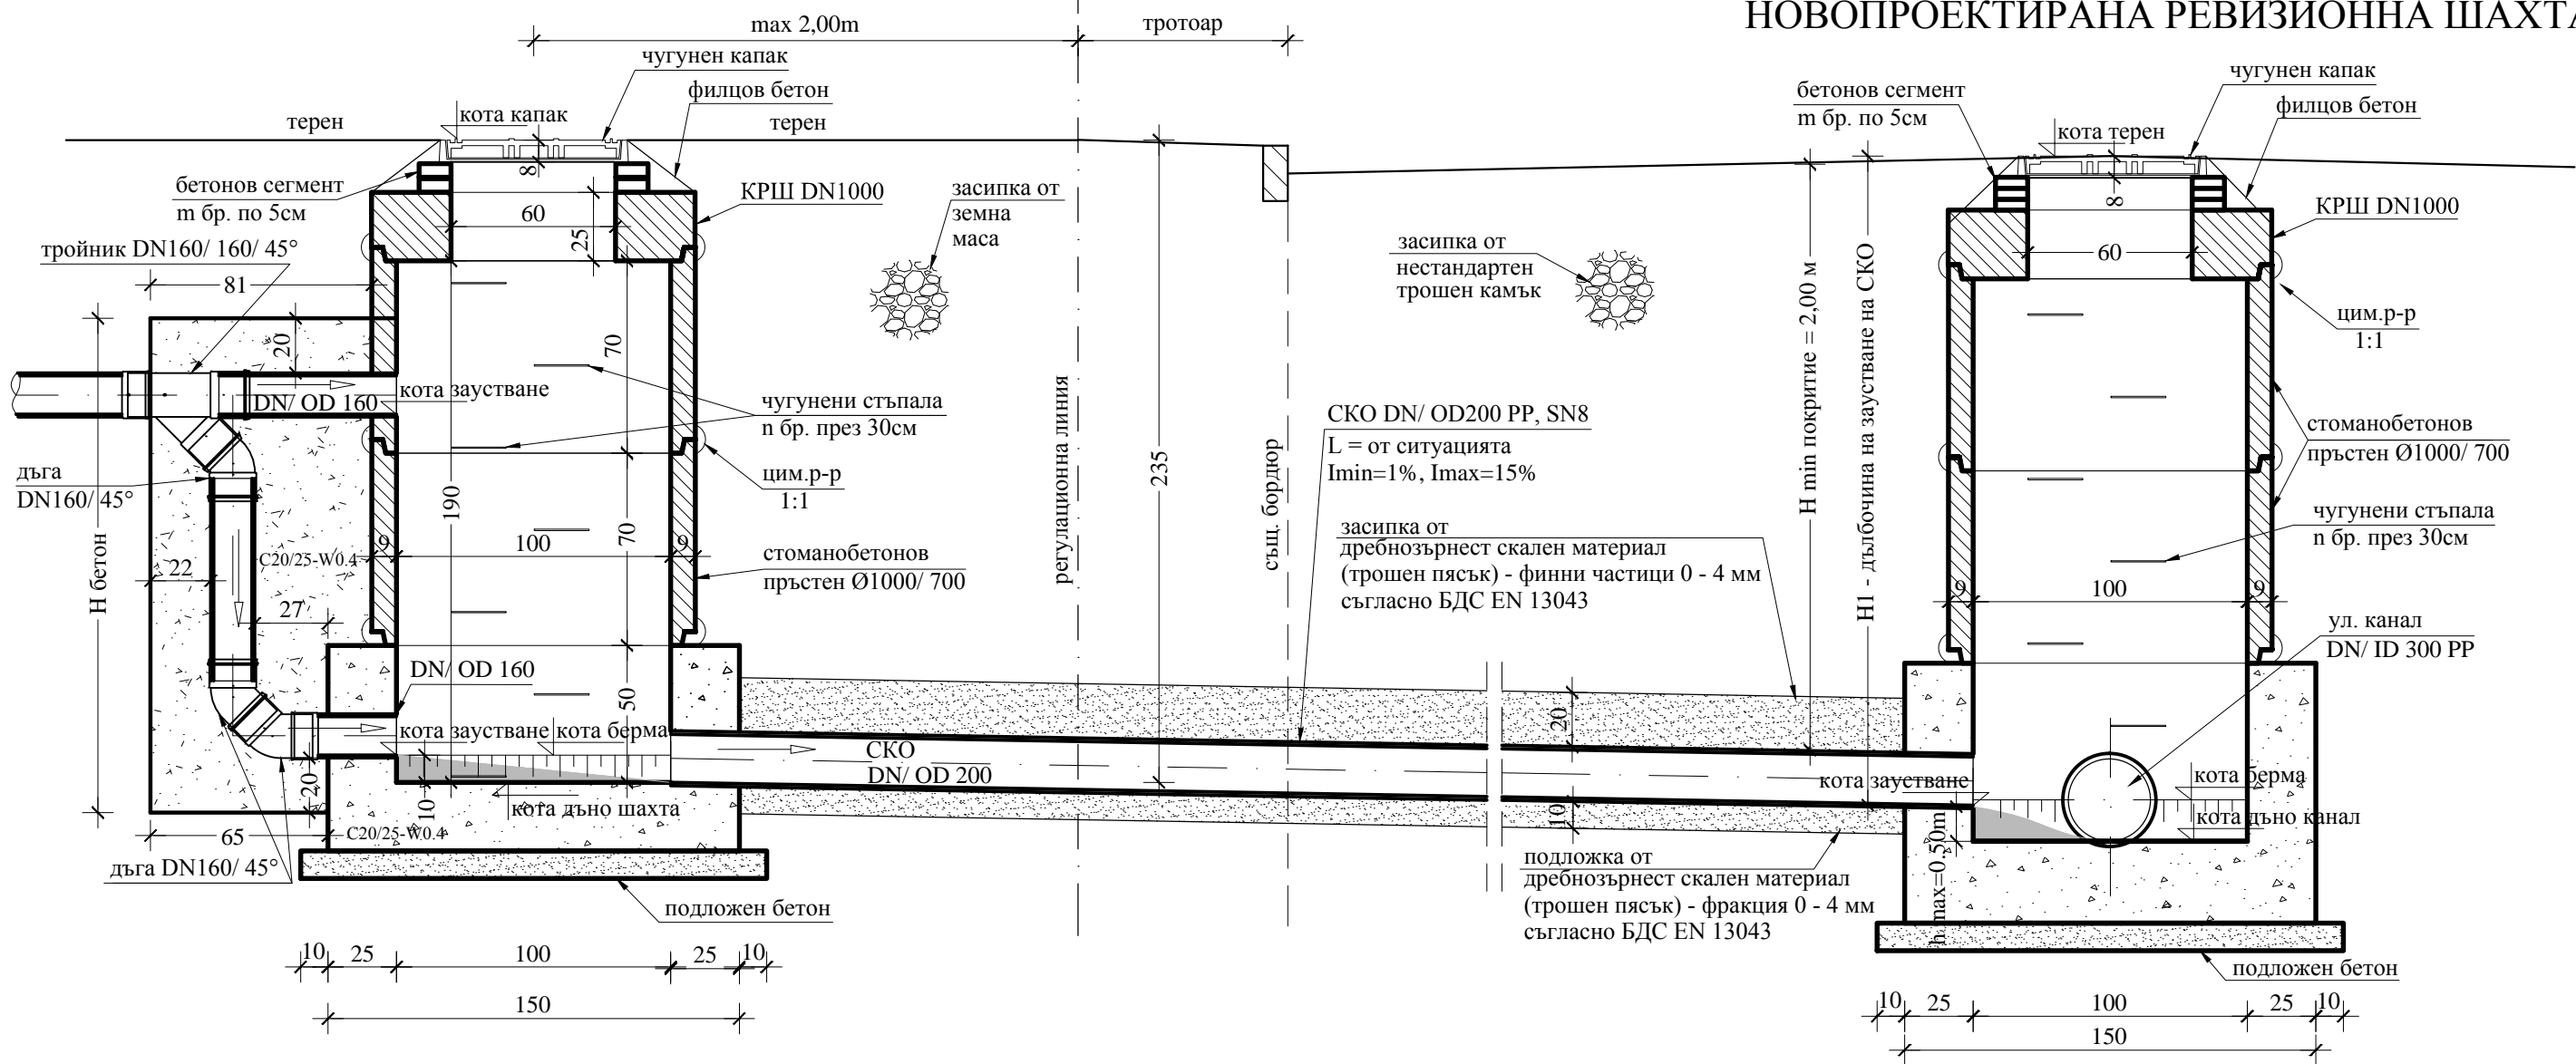 НОВОПРОЕКТИРАНА РЕВИЗИОННА ШАХТА
max 2,00m
тротоар
чугунен капак
филцов бетон
кота капак
терен
терен
8
бетонов сегмент
m бр. по 5см
60
25
КРШ DN1000
засипка от
земна
маса
тройник DN160/ 160/ 45°
81
20
70
кота заустване
DN/ OD 160
чугунени стъпала
n бр. през 30см
дъга
DN160/ 45°
цим.р-р
1:1
190
H бетон
C20/25-W0.4
22
27
9
100
9
70
стоманобетонов
пръстен Ø1000/ 700
DN/ OD 160
50
кота заустване
кота берма
СКО
DN/ OD 200
20
10
кота дъно шахта
65
C20/25-W0.4
дъга DN160/ 45°
подложен бетон
10
25
100
25
10
150
регулационна линия
235
същ. бордюр
засипка от
нестандартен
трошен камък
СКО DN/ OD200 PP, SN8
L = от ситуацията
Imin=1%, Imax=15%
засипка от
дребнозърнест скален материал
(трошен пясък) - финни частици 0 - 4 мм
съгласно БДС EN 13043
H min покритие = 2,00 м
H1 - дълбочина на заустване на СКО
20
10
подложка от
дребнозърнест скален материал
(трошен пясък) - фракция 0 - 4 мм
съгласно БДС EN 13043
чугунен капак
филцов бетон
бетонов сегмент
m бр. по 5см
кота терен
8
60
КРШ DN1000
цим.р-р
1:1
стоманобетонов
пръстен Ø1000/ 700
чугунени стъпала
n бр. през 30см
9
100
9
ул. канал
DN/ ID 300 PP
кота заустване
кота берма
кота дъно канал
h max=0.50m
подложен бетон
10
25
100
25
10
150